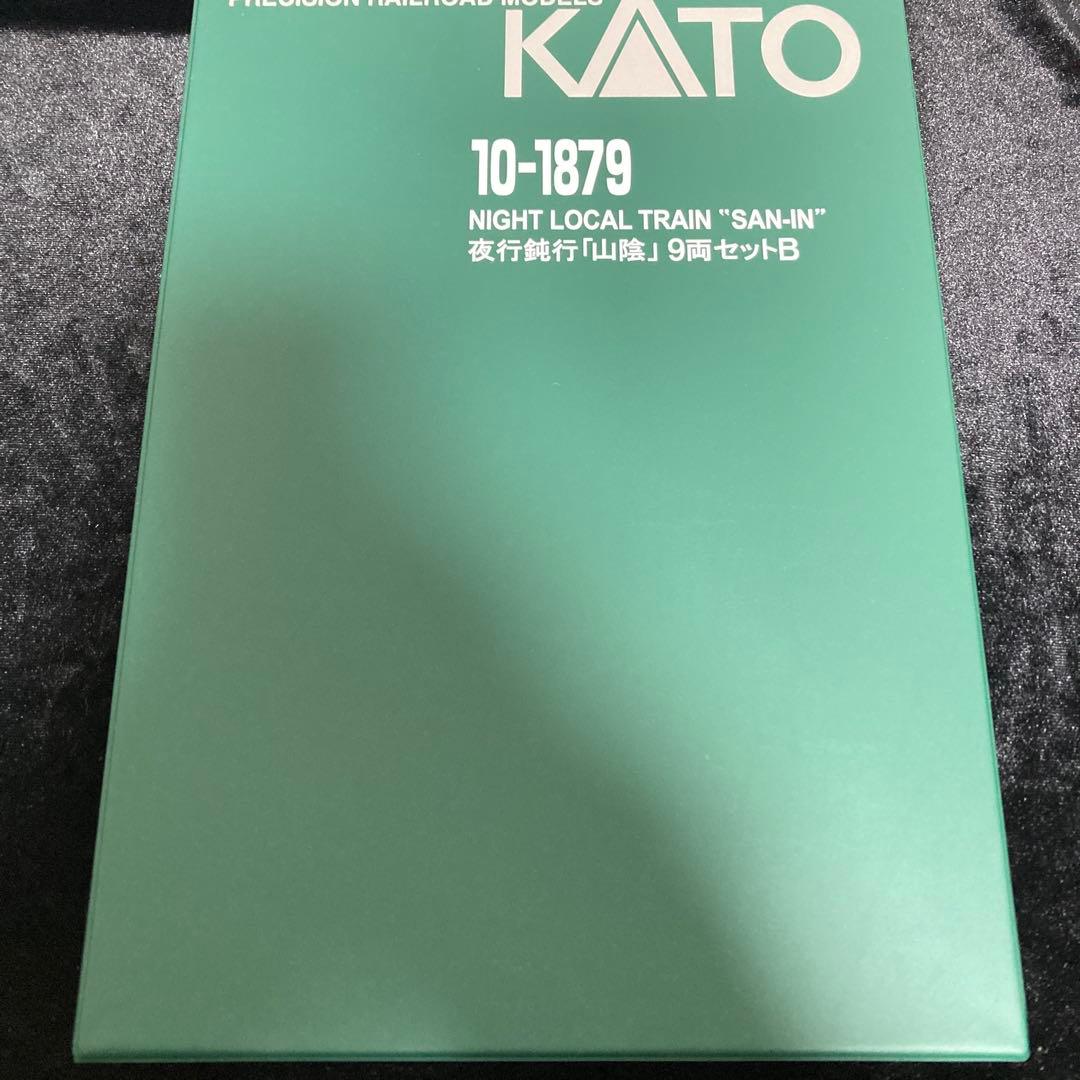 PRECISION RAILROAD MODELS
KATO
10-1879
NIGHT LOCAL TRAIN “SAN-IN”
夜行鈍行「山陰」9両セットB